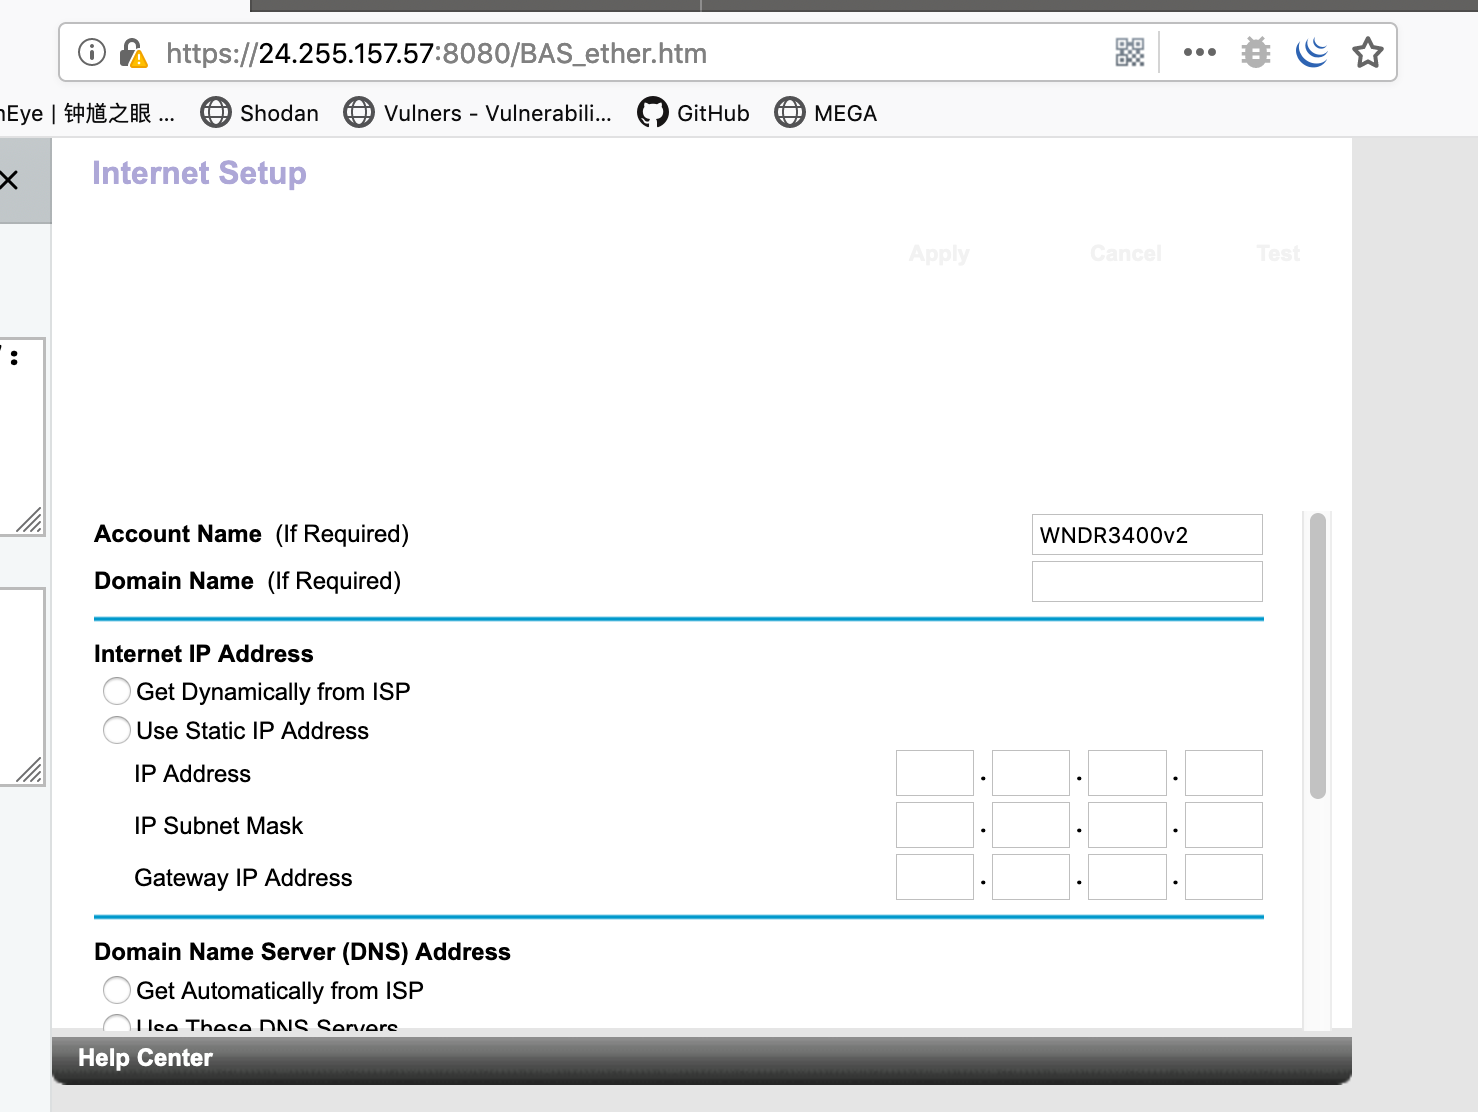 https://24.255.157.57:8080/BAS_ether.htm
nEye | 钟馗之眼 ... Shodan Vulners - Vulnerabili... GitHub MEGA
Internet Setup
Apply Cancel Test
:
Account Name (If Required) WNDR3400v2
Domain Name (If Required)
Internet IP Address
Get Dynamically from ISP
Use Static IP Address
IP Address . . .
IP Subnet Mask . . .
Gateway IP Address . . .
Domain Name Server (DNS) Address
Get Automatically from ISP
Use These DNS Servers
Help Center